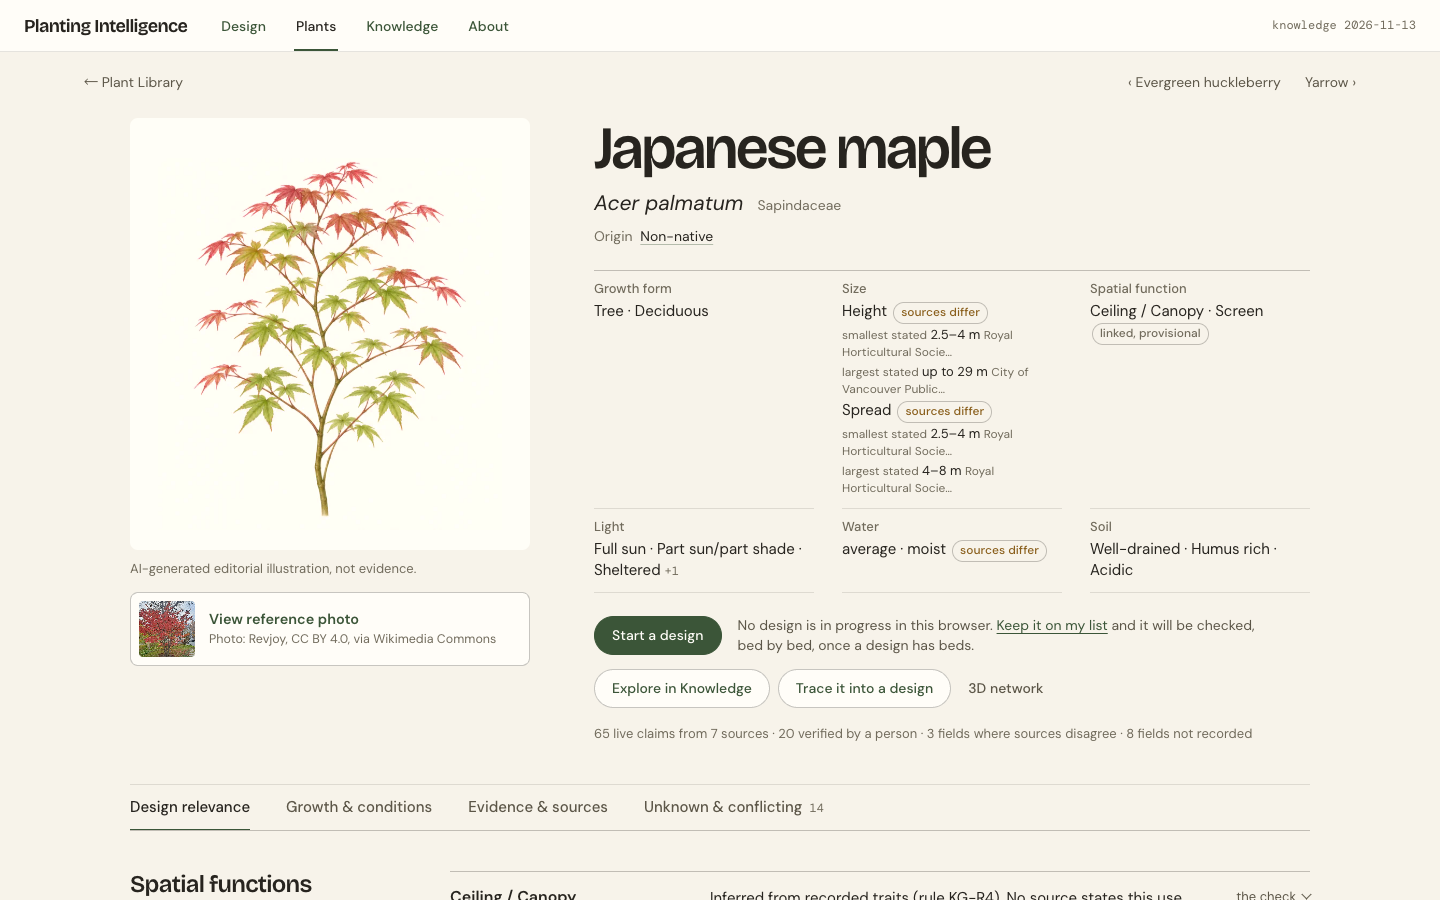 Planting Intelligence
Design
Plants
Knowledge
About
knowledge 2026-11-13
← Plant Library
‹ Evergreen huckleberry
Yarrow ›
Japanese maple
Acer palmatum Sapindaceae
Origin Non-native
Growth form
Tree · Deciduous
Size
Height sources differ
smallest stated 2.5–4 m Royal
Horticultural Socie…
largest stated up to 29 m City of
Vancouver Public…
Spread sources differ
smallest stated 2.5–4 m Royal
Horticultural Socie…
largest stated 4–8 m Royal
Horticultural Socie…
Spatial function
Ceiling / Canopy · Screen
linked, provisional
Light
Full sun · Part sun/part shade ·
Sheltered +1
Water
average · moist sources differ
Soil
Well-drained · Humus rich ·
Acidic
AI-generated editorial illustration, not evidence.
View reference photo
Photo: Revjoy, CC BY 4.0, via Wikimedia Commons
Start a design
No design is in progress in this browser. Keep it on my list and it will be checked,
bed by bed, once a design has beds.
Explore in Knowledge
Trace it into a design
3D network
65 live claims from 7 sources · 20 verified by a person · 3 fields where sources disagree · 8 fields not recorded
Design relevance
Growth & conditions
Evidence & sources
Unknown & conflicting 14
Spatial functions
Ceiling / Canopy
Inferred from recorded traits (rule KG-R4). No source states this use.
the check